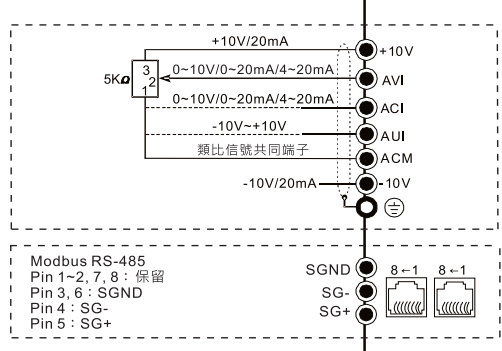 +10V/20mA
+10V
5KΩ
3
2
1
0~10V/0~20mA/4~20mA
AVI
0~10V/0~20mA/4~20mA
ACI
-10V~+10V
AUI
類比信號共同端子
ACM
-10V/20mA
-10V
Modbus RS-485
Pin 1~2, 7, 8：保留
Pin 3, 6：SGND
Pin 4：SG-
Pin 5：SG+
SGND
SG-
SG+
8←1
8←1